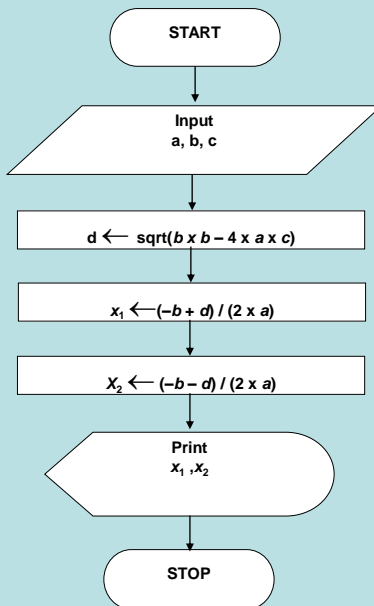 START
Input
a, b, c
d ← sqrt(b x b – 4 x a x c)
x₁ ← (–b + d) / (2 x a)
X₂ ← (–b – d) / (2 x a)
Print
x₁ ,x₂
STOP